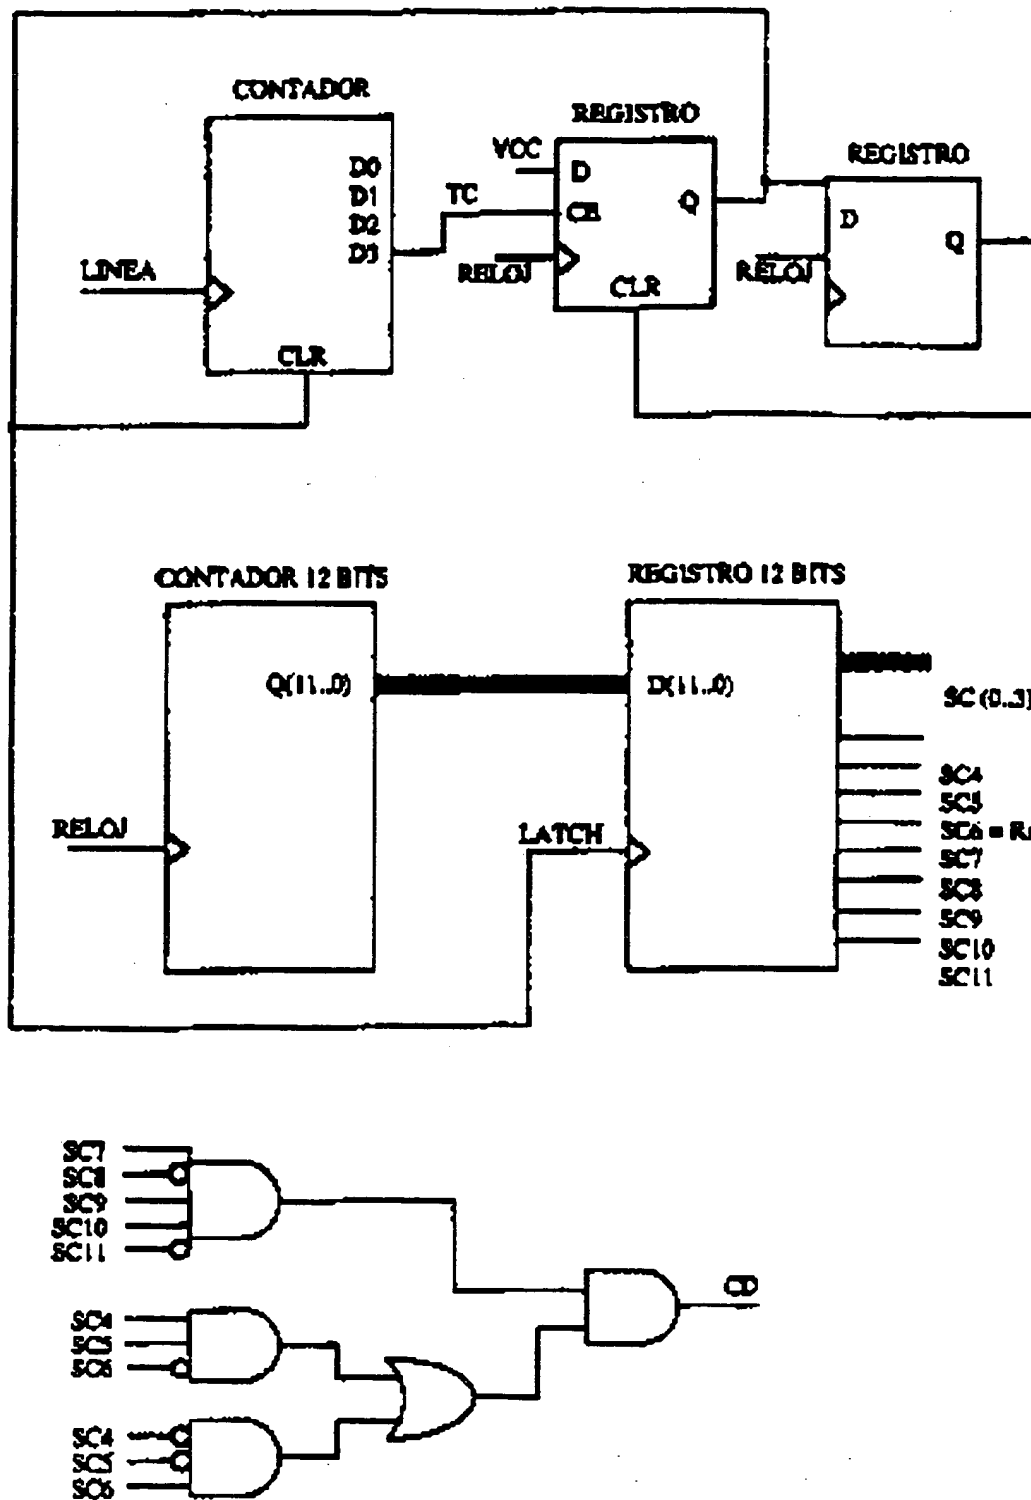 CONTADOR
D0
D1
D2
D3
LINEA
CLR
TC
REGISTRO
VCC
D
CE
Q
RELOJ
CLR
REGISTRO
D
Q
RELOJ
CONTADOR 12 BITS
Q(11..0)
RELOJ
REGISTRO 12 BITS
D(11..0)
LATCH
SC (0..3)
SC4
SC5
SC6 =
SC7
SC8
SC9
SC10
SC11
SC7
SC8
SC9
SC10
SC11
SC4
SC5
SC6
SC4
SC5
SC6
CD